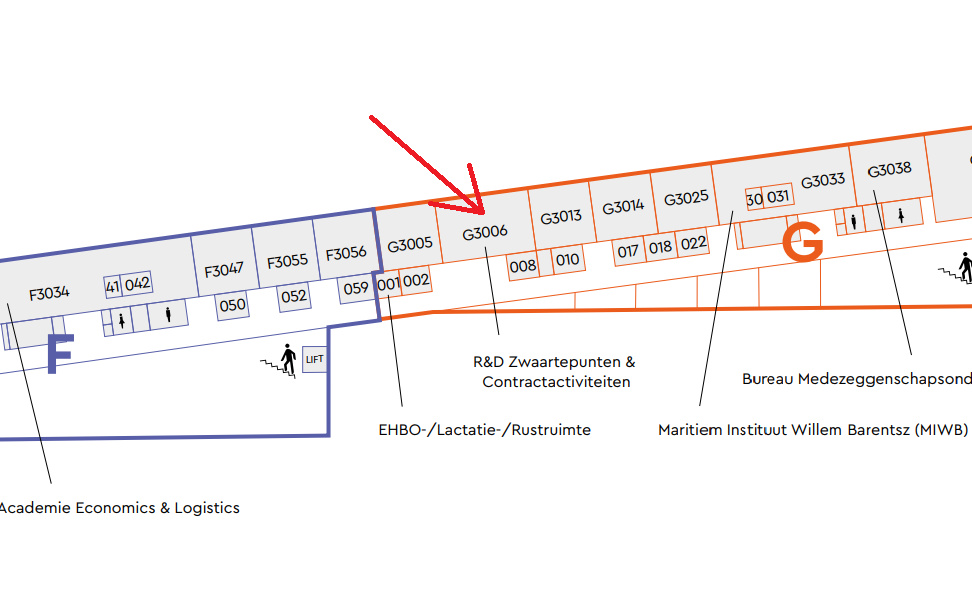 G3038
G3033
30
031
G3025
G3014
G3013
G3006
G3005
F3056
F3055
F3047
F3034
41
042
050
052
059
001
002
008
010
017
018
022
G
F
LIFT
R&D Zwaartepunten &
Contractactiviteiten
Bureau Medezeggenschapsond
EHBO-/Lactatie-/Rustruimte
Maritiem Instituut Willem Barentsz (MIWB)
Academie Economics & Logistics